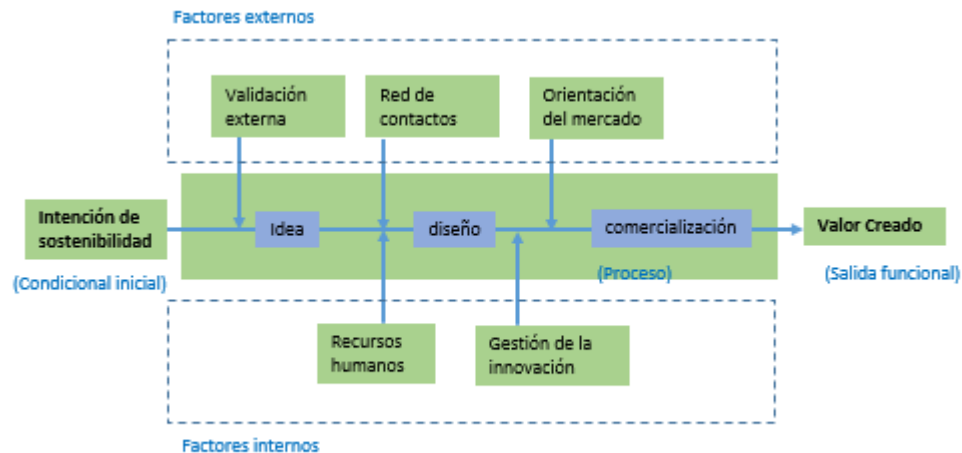 Factores externos
Validación
externa
Red de
contactos
Orientación
del mercado
Intención de
sostenibilidad
(Condicional inicial)
Idea
diseño
comercialización
(Proceso)
Valor Creado
(Salida funcional)
Recursos
humanos
Gestión de la
innovación
Factores internos